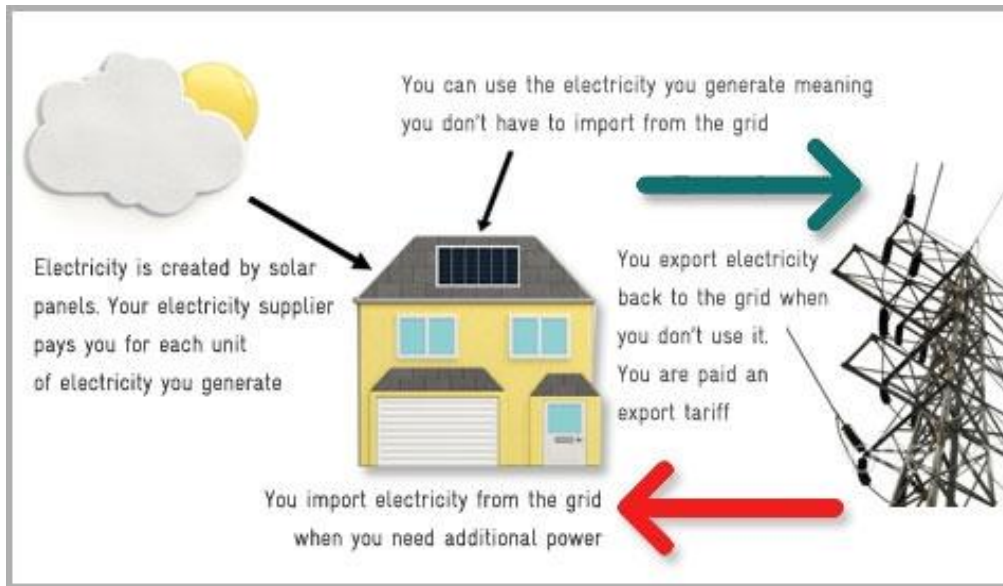 You can use the electricity you generate meaning
you don't have to import from the grid
Electricity is created by solar
panels. Your electricity supplier
pays you for each unit
of electricity you generate
You export electricity
back to the grid when
you don't use it.
You are paid an
export tariff
You import electricity from the grid
when you need additional power